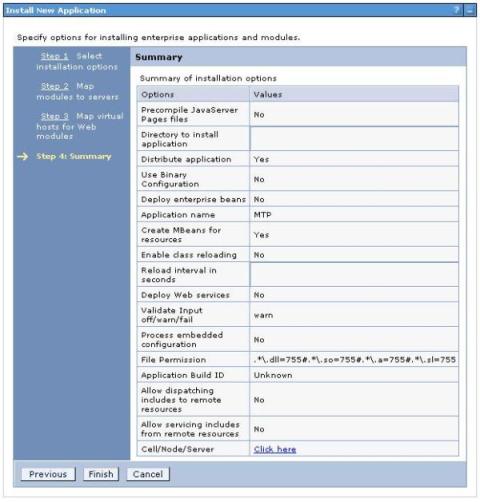 Install New Application
? –
Specify options for installing enterprise applications and modules.
Step 1 Select
installation options
Step 2 Map
modules to servers
Step 3 Map virtual
hosts for Web
modules
Step 4: Summary
Summary
Summary of installation options
Options Values
Precompile JavaServer
Pages files No
Directory to install
application
Distribute application Yes
Use Binary
Configuration No
Deploy enterprise beans No
Application name MTP
Create MBeans for
resources Yes
Enable class reloading No
Reload interval in
seconds
Deploy Web services No
Validate Input
off/warn/fail warn
Process embedded
configuration No
File Permission .*\.dll=755#.*\.so=755#.*\.a=755#.*\.sl=755
Application Build ID Unknown
Allow dispatching
includes to remote
resources No
Allow servicing includes
from remote resources No
Cell/Node/Server Click here
Previous Finish Cancel